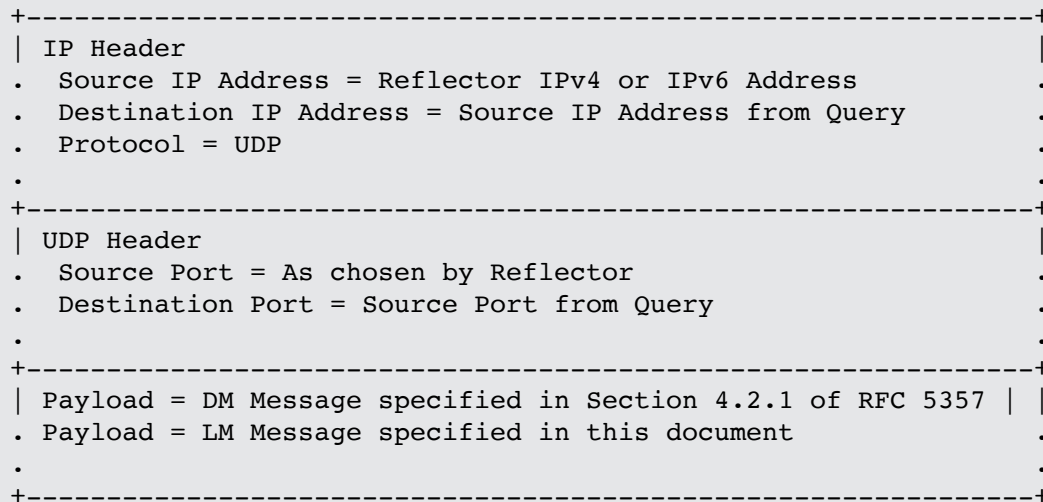 +---------------------------------------------------------------+
| IP Header                                                     |
.  Source IP Address = Reflector IPv4 or IPv6 Address           .
.  Destination IP Address = Source IP Address from Query        .
.  Protocol = UDP                                               .
.                                                               .
+---------------------------------------------------------------+
| UDP Header                                                    |
.  Source Port = As chosen by Reflector                         .
.  Destination Port = Source Port from Query                    .
.                                                               .
+---------------------------------------------------------------+
| Payload = DM Message specified in Section 4.2.1 of RFC 5357 | |
. Payload = LM Message specified in this document               .
.                                                               .
+---------------------------------------------------------------+